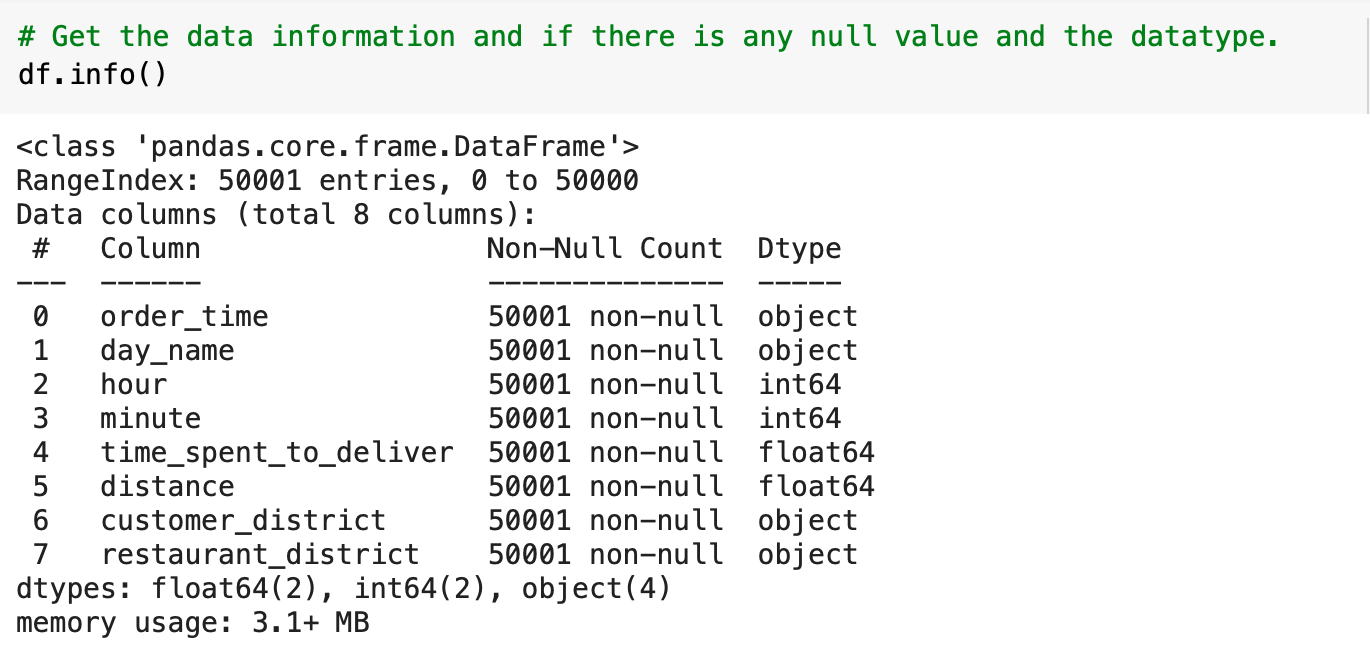 # Get the data information and if there is any null value and the datatype.
df.info()
<class 'pandas.core.frame.DataFrame'>
RangeIndex: 50001 entries, 0 to 50000
Data columns (total 8 columns):
 #   Column                 Non-Null Count  Dtype
---  ------                 --------------  -----
 0   order_time             50001 non-null  object
 1   day_name               50001 non-null  object
 2   hour                   50001 non-null  int64
 3   minute                 50001 non-null  int64
 4   time_spent_to_deliver  50001 non-null  float64
 5   distance               50001 non-null  float64
 6   customer_district      50001 non-null  object
 7   restaurant_district    50001 non-null  object
dtypes: float64(2), int64(2), object(4)
memory usage: 3.1+ MB